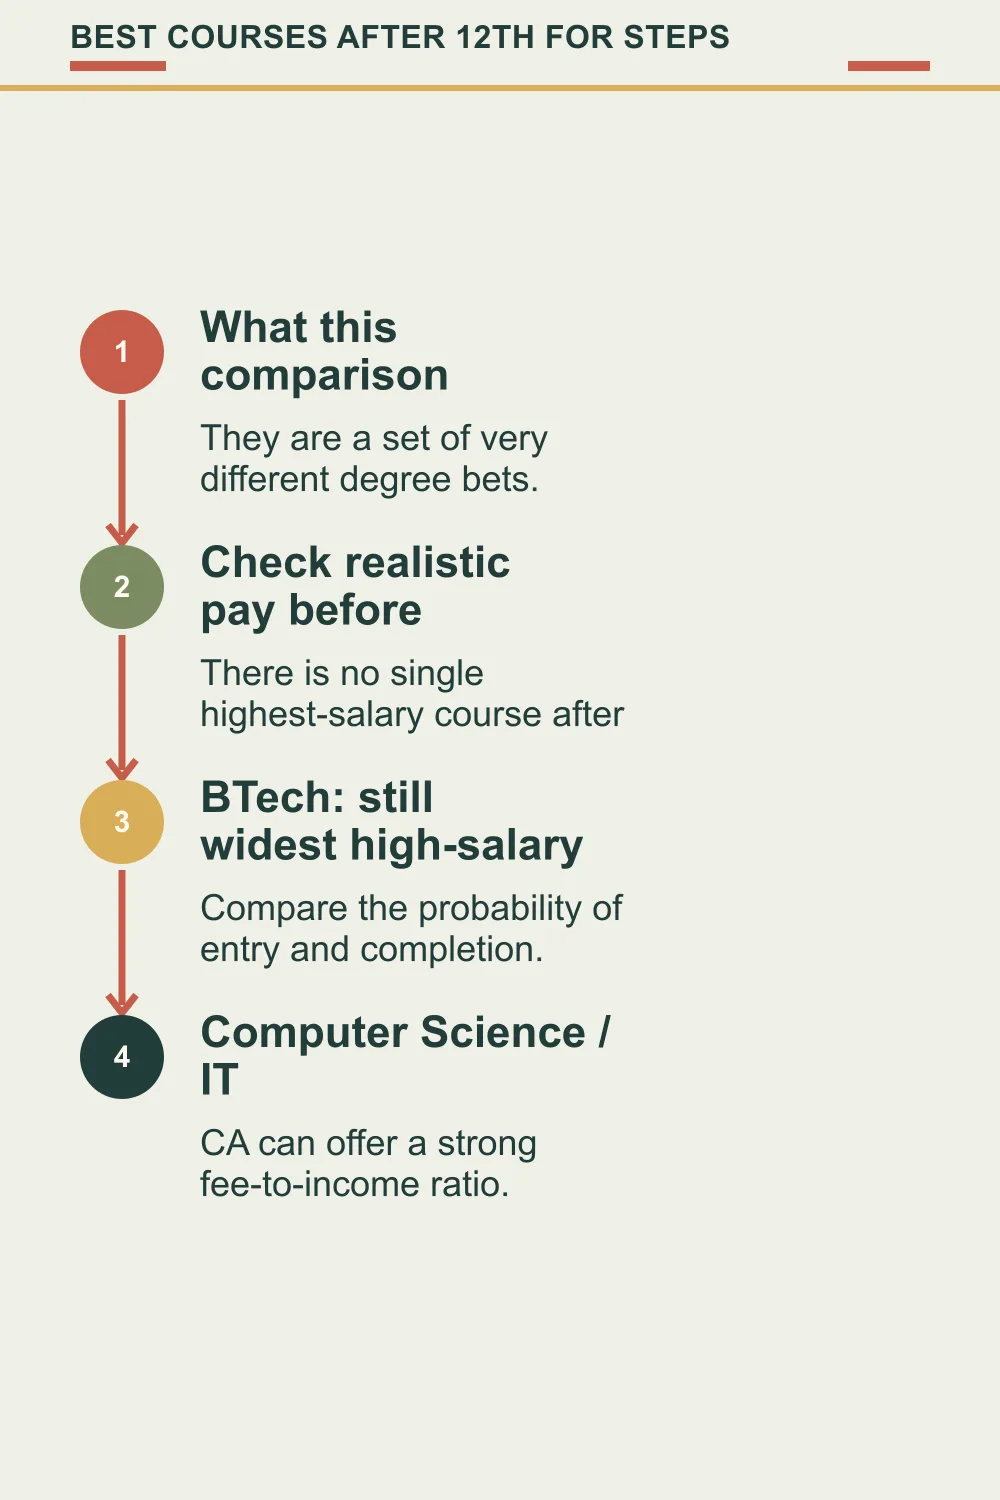 BEST COURSES AFTER 12TH FOR STEPS
1
What this
comparison
They are a set of very
different degree bets.
2
Check realistic
pay before
There is no single
highest-salary course after
3
BTech: still
widest high-salary
Compare the probability of
entry and completion.
4
Computer Science /
IT
CA can offer a strong
fee-to-income ratio.